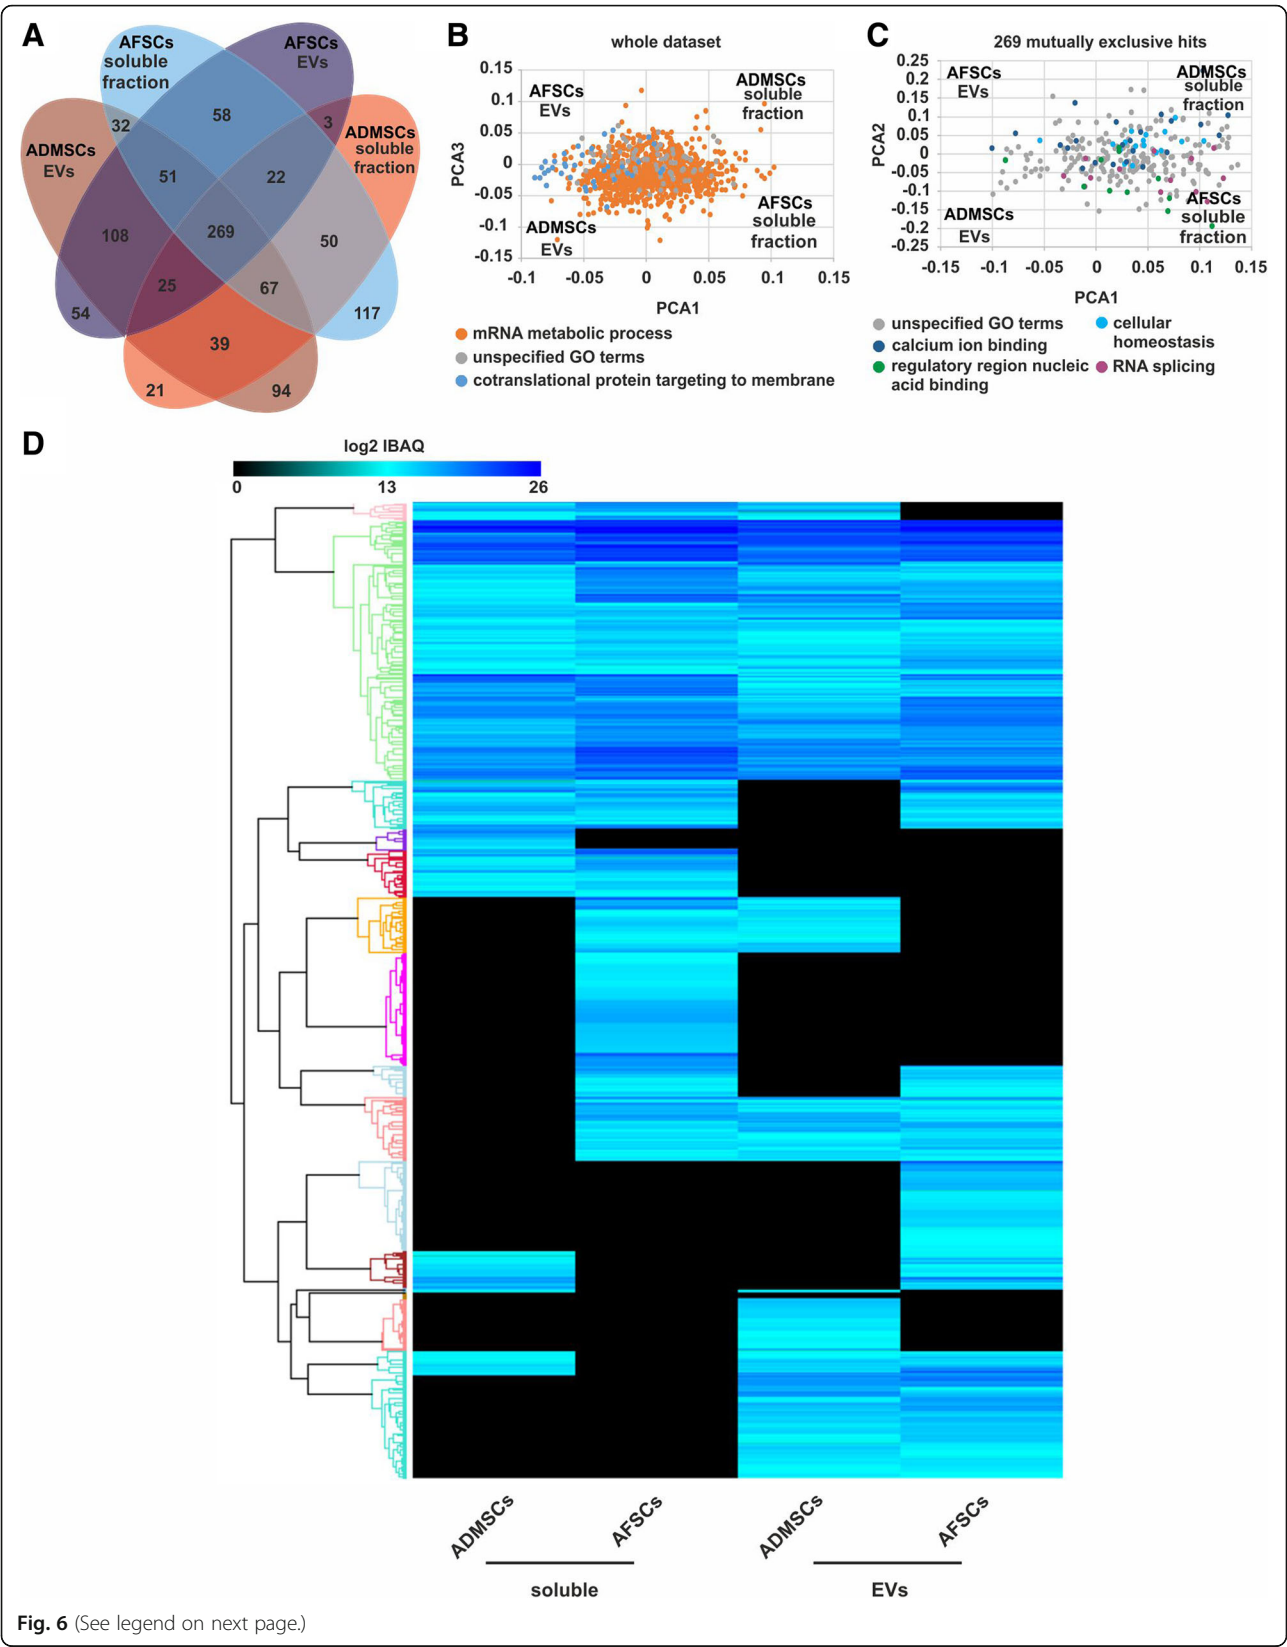 A
AFSCs
soluble
fraction
AFSCs
EVs
ADMSCs
EVs
ADMSCs
soluble
fraction
32
58
3
51
22
108
269
50
25
67
54
117
39
21
94
B
whole dataset
PCA3
0.15
0.1
0.05
0
-0.05
-0.1
-0.15
AFSCs
EVs
ADMSCs
soluble
fraction
ADMSCs
EVs
AFSCs
soluble
fraction
-0.1
-0.05
0
0.05
0.1
0.15
PCA1
mRNA metabolic process
unspecified GO terms
cotranslational protein targeting to membrane
C
269 mutually exclusive hits
PCA2
0.25
0.2
0.15
0.1
0.05
0
-0.05
-0.1
-0.15
-0.2
-0.25
AFSCs
EVs
ADMSCs
soluble
fraction
ADMSCs
EVs
AFSCs
soluble
fraction
-0.15
-0.1
-0.05
0
0.05
0.1
0.15
PCA1
unspecified GO terms
calcium ion binding
regulatory region nucleic
acid binding
cellular
homeostasis
RNA splicing
D
log2 IBAQ
0
13
26
ADMSCs
AFSCs
ADMSCs
AFSCs
soluble
EVs
Fig. 6 (See legend on next page.)